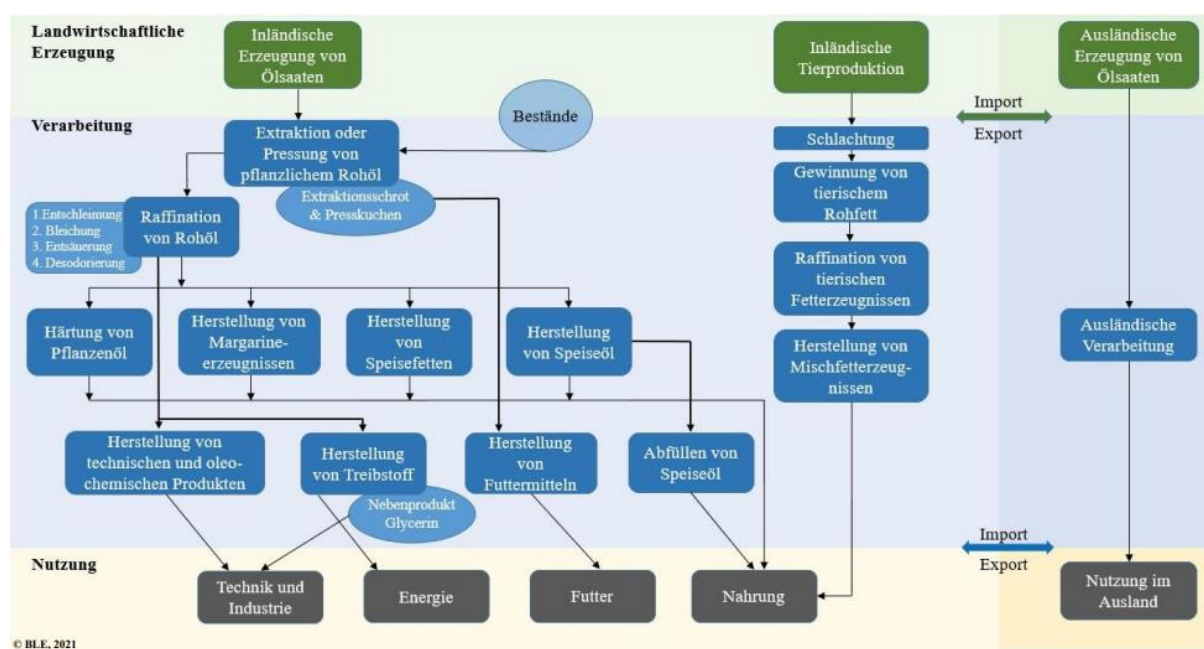 Landwirtschaftliche
Erzeugung
Inländische
Erzeugung von
Ölsaaten
Inländische
Tierproduktion
Ausländische
Erzeugung von
Ölsaaten
Import
Export
Verarbeitung
Extraktion oder
Pressung von
pflanzlichem Rohöl
Bestände
Extraktionsschrot
& Presskuchen
1.Entschleimung
2. Bleichung
3. Entsäuerung
4. Desodorierung
Raffination
von Rohöl
Schlachtung
Gewinnung von
tierischem
Rohfett
Raffination von
tierischen
Fetterzeugnissen
Härtung von
Pflanzenöl
Herstellung von
Margarine-
erzeugnissen
Herstellung
von
Speisefetten
Herstellung
von Speiseöl
Herstellung von
Mischfetterzeug-
nissen
Ausländische
Verarbeitung
Herstellung von
technischen und oleo-
chemischen Produkten
Herstellung
von Treibstoff
Nebenprodukt
Glycerin
Herstellung
von
Futtermitteln
Abfüllen von
Speiseöl
Import
Export
Nutzung
Technik und
Industrie
Energie
Futter
Nahrung
Nutzung im
Ausland
© BLE, 2021